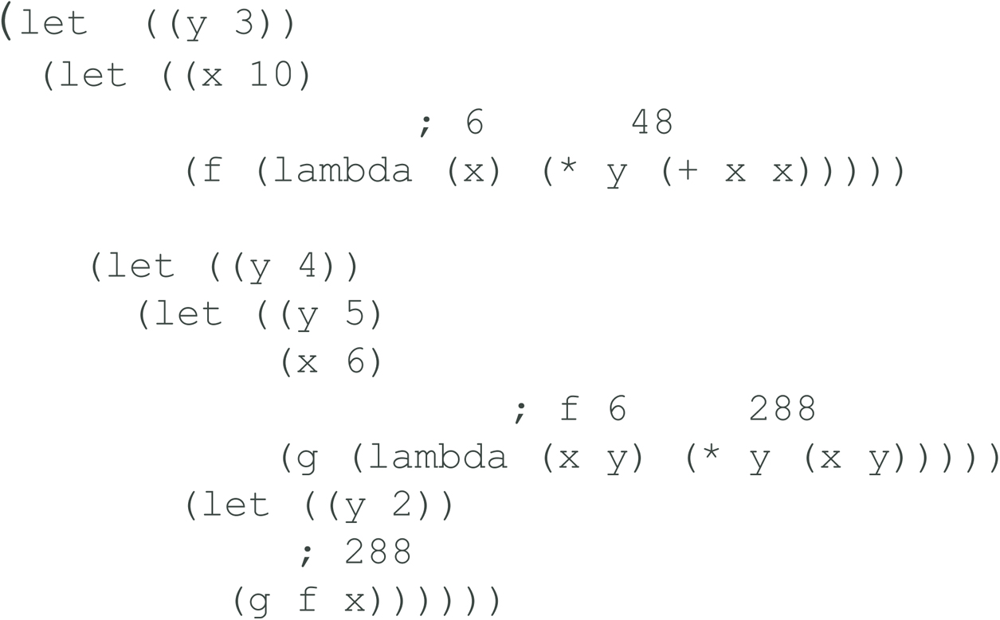 (let  ((y 3))
  (let ((x 10)
                ; 6      48
        (f (lambda (x) (* y (+ x x)))))
    (let ((y 4))
      (let ((y 5)
            (x 6)
                      ; f 6     288
            (g (lambda (x y) (* y (x y)))))
        (let ((y 2))
             ; 288
          (g f x))))))